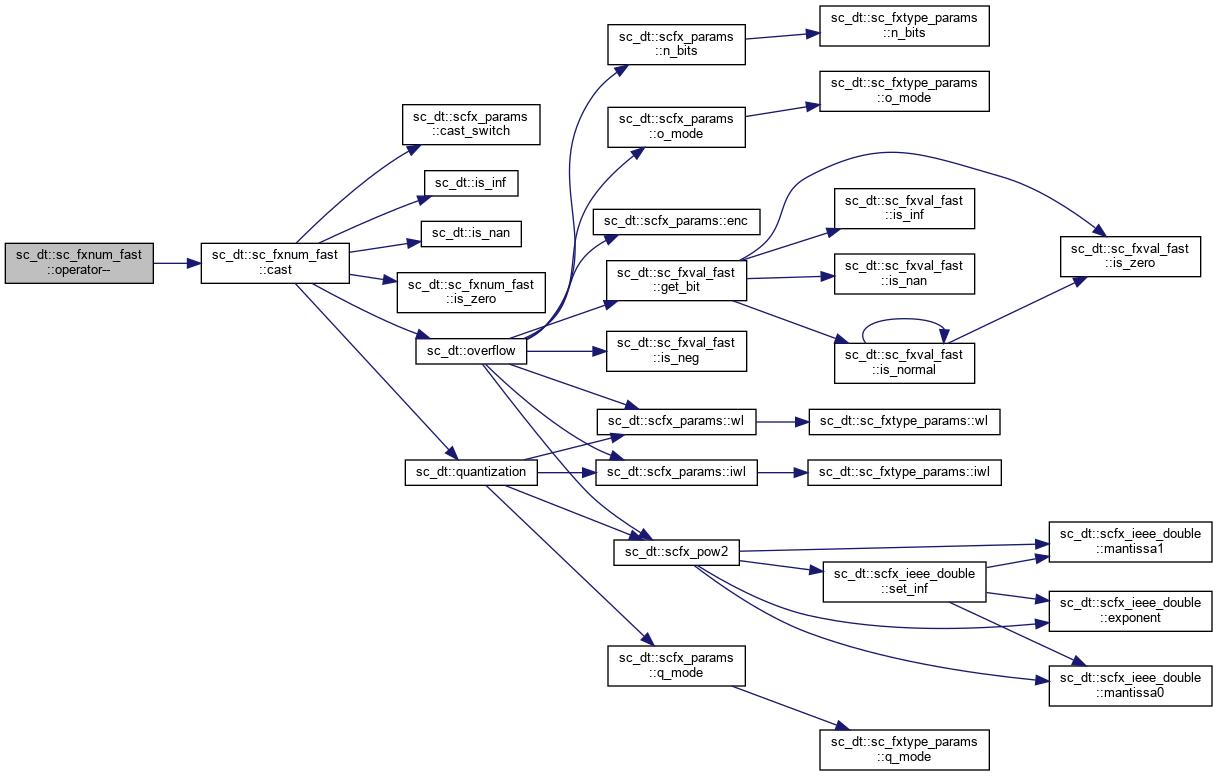 sc_dt::sc_fxnum_fast
::operator--
sc_dt::sc_fxnum_fast
::cast
sc_dt::scfx_params
::cast_switch
sc_dt::is_inf
sc_dt::is_nan
sc_dt::sc_fxnum_fast
::is_zero
sc_dt::overflow
sc_dt::quantization
sc_dt::scfx_params
::n_bits
sc_dt::scfx_params
::o_mode
sc_dt::scfx_params::enc
sc_dt::sc_fxval_fast
::get_bit
sc_dt::sc_fxval_fast
::is_neg
sc_dt::scfx_params::wl
sc_dt::scfx_params::iwl
sc_dt::scfx_pow2
sc_dt::scfx_params
::q_mode
sc_dt::sc_fxtype_params
::n_bits
sc_dt::sc_fxtype_params
::o_mode
sc_dt::sc_fxval_fast
::is_inf
sc_dt::sc_fxval_fast
::is_nan
sc_dt::sc_fxval_fast
::is_normal
sc_dt::sc_fxtype_params::wl
sc_dt::sc_fxtype_params::iwl
sc_dt::scfx_ieee_double
::set_inf
sc_dt::sc_fxtype_params
::q_mode
sc_dt::sc_fxval_fast
::is_zero
sc_dt::scfx_ieee_double
::mantissa1
sc_dt::scfx_ieee_double
::exponent
sc_dt::scfx_ieee_double
::mantissa0